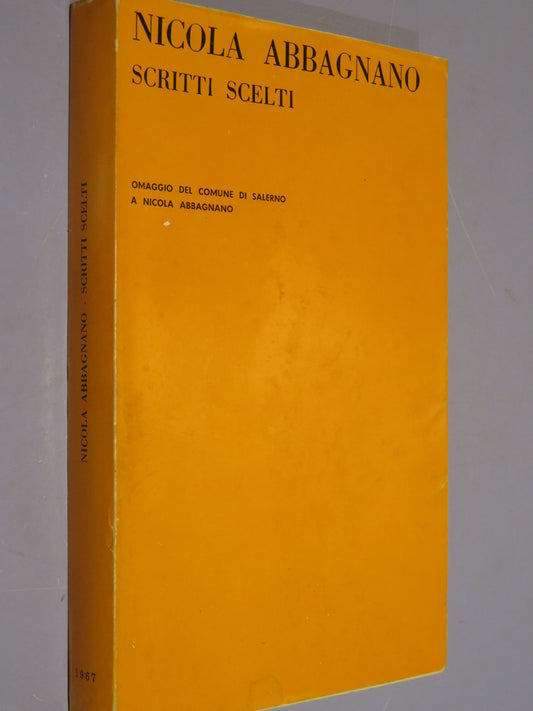 NICOLA ABBAGNANO
SCRITTI SCELTI
OMAGGIO DEL COMUNE DI SALERNO
A NICOLA ABBAGNANO
NICOLA ABBAGNANO - SCRITTI SCELTI
1967